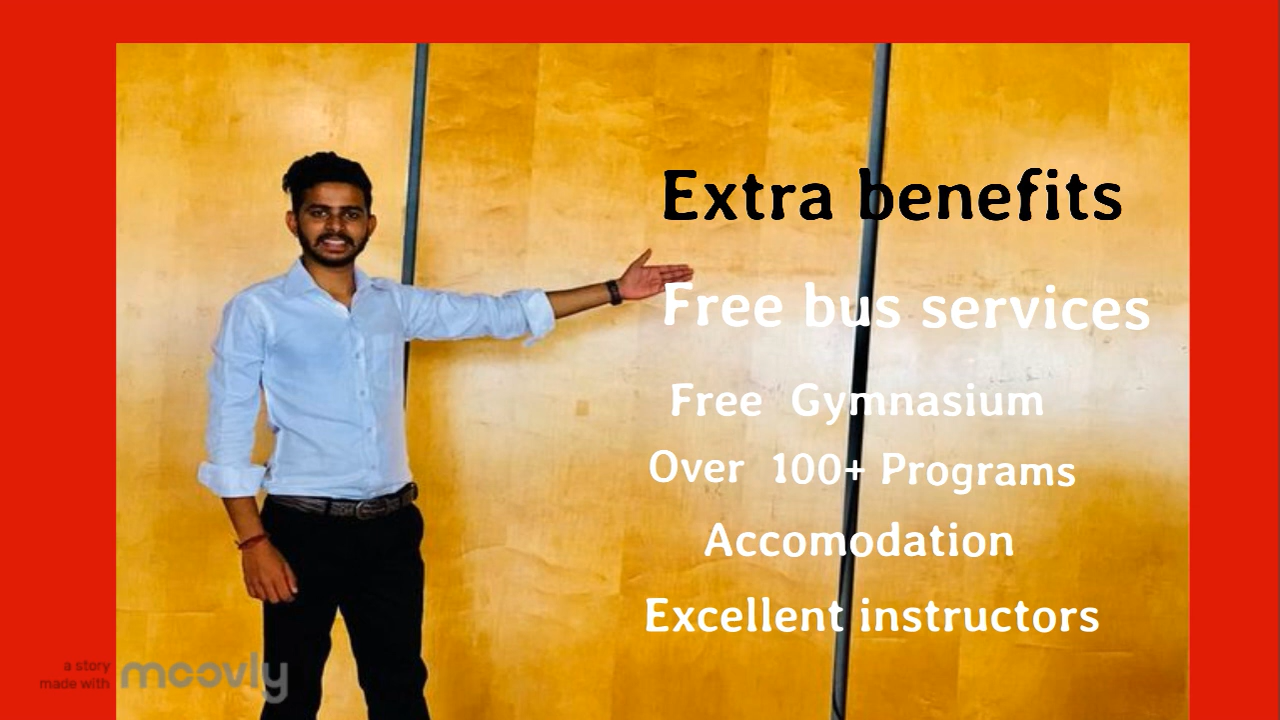 Extra benefits
Free bus services
Free Gymnasium
Over 100+ Programs
Accomodation
Excellent instructors
a story
made with moovly